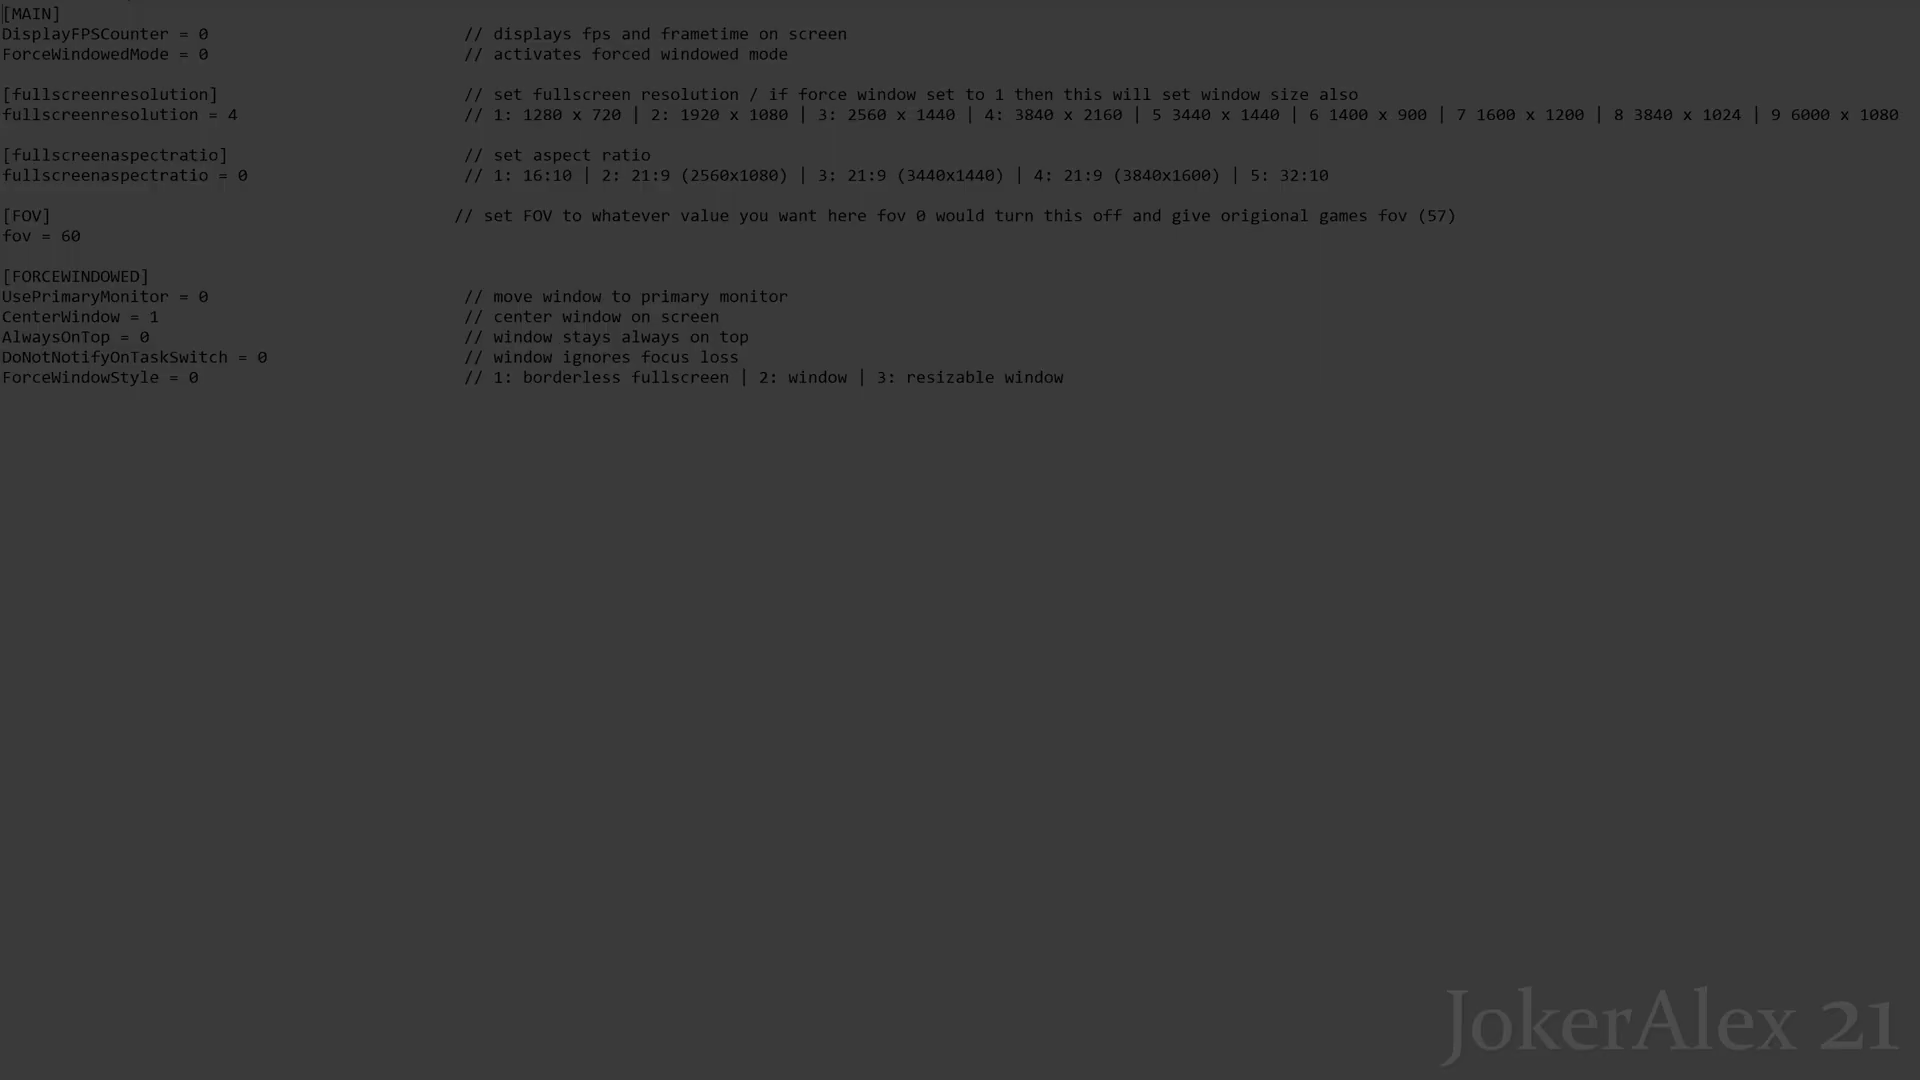 [MAIN]
DisplayFPSCounter = 0 // displays fps and frametime on screen
ForceWindowedMode = 0 // activates forced windowed mode
[fullscreenresolution] // set fullscreen resolution / if force window set to 1 then this will set window size also
fullscreenresolution = 4 // 1: 1280 x 720 | 2: 1920 x 1080 | 3: 2560 x 1440 | 4: 3840 x 2160 | 5 3440 x 1440 | 6 1400 x 900 | 7 1600 x 1200 | 8 3840 x 1024 | 9 6000 x 1080
[fullscreenaspectratio] // set aspect ratio
fullscreenaspectratio = 0 // 1: 16:10 | 2: 21:9 (2560x1080) | 3: 21:9 (3440x1440) | 4: 21:9 (3840x1600) | 5: 32:10
[FOV] // set FOV to whatever value you want here fov 0 would turn this off and give origional games fov (57)
fov = 60
[FORCEWINDOWED]
UsePrimaryMonitor = 0 // move window to primary monitor
CenterWindow = 1 // center window on screen
AlwaysOnTop = 0 // window stays always on top
DoNotNotifyOnTaskSwitch = 0 // window ignores focus loss
ForceWindowStyle = 0 // 1: borderless fullscreen | 2: window | 3: resizable window
JokerAlex 21